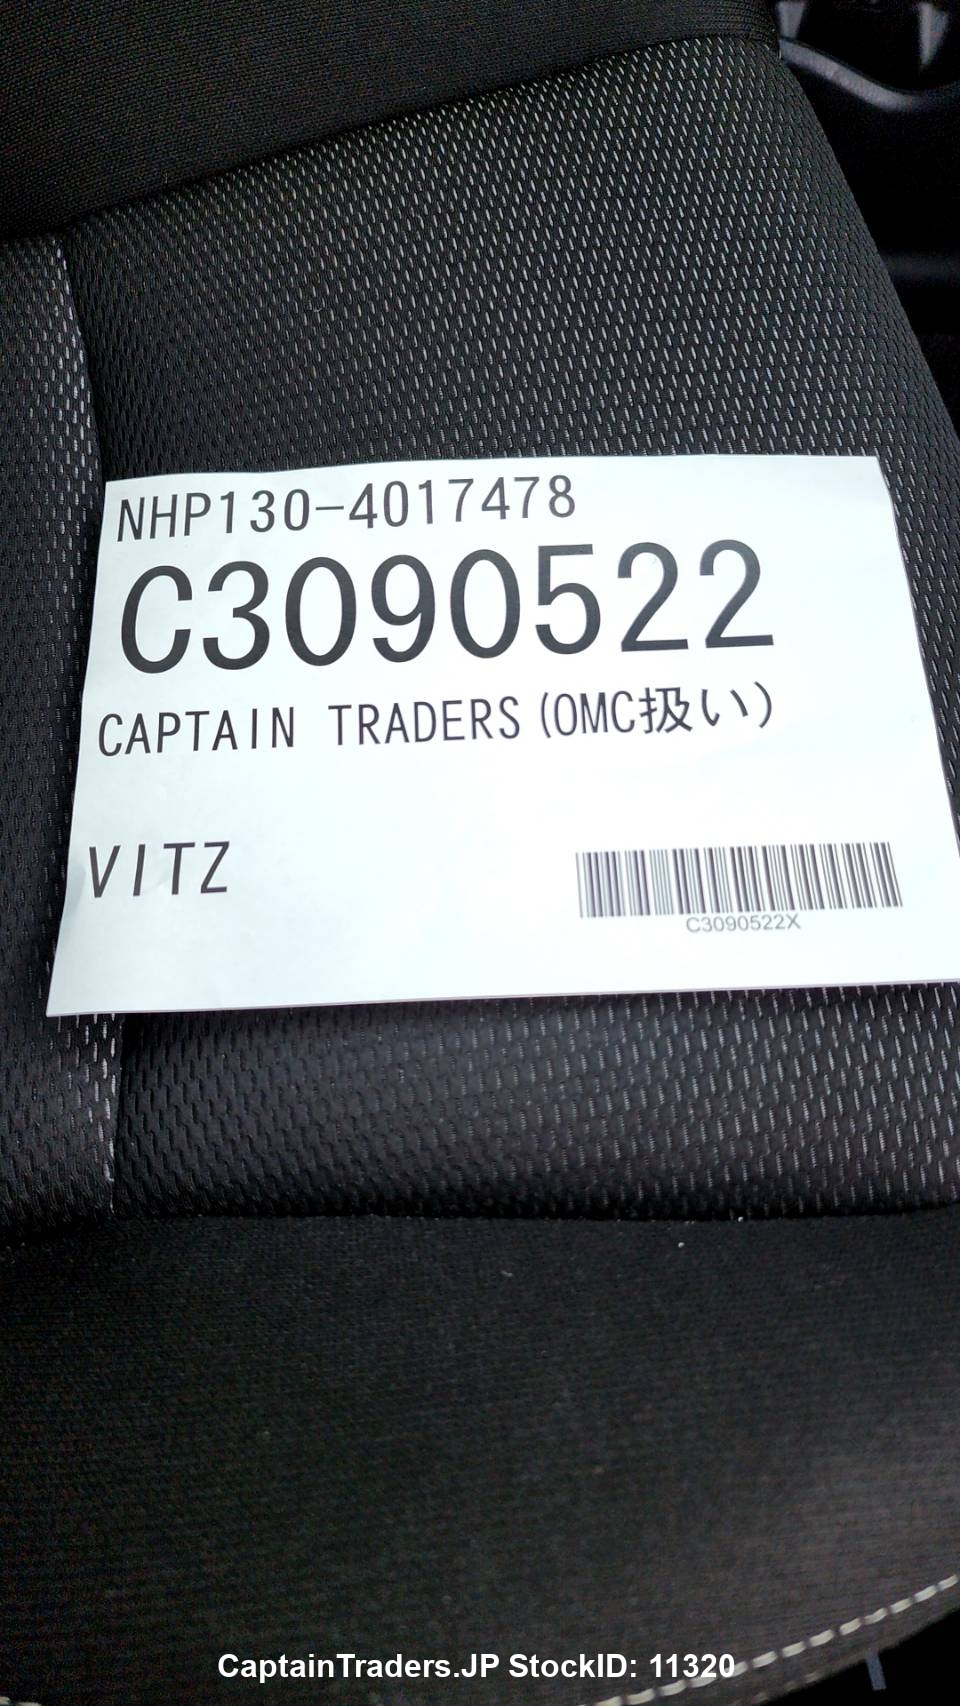 NHP130-4017478
C3090522
CAPTAIN TRADERS(OMC扱い)
VITZ
C3090522X
CaptainTraders.JP StockID: 11320